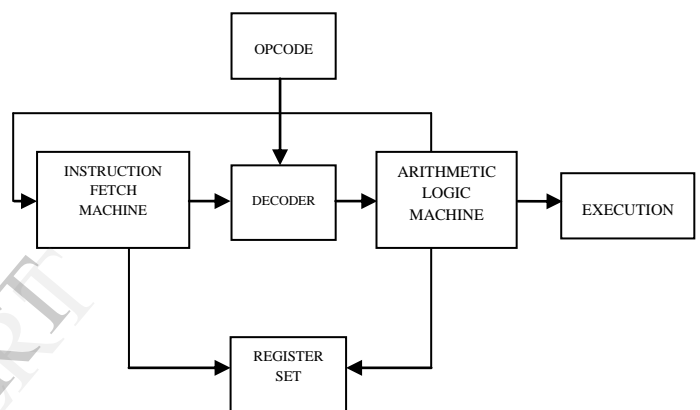 OPCODE
INSTRUCTION
FETCH
MACHINE
DECODER
ARITHMETIC
LOGIC
MACHINE
EXECUTION
REGISTER
SET